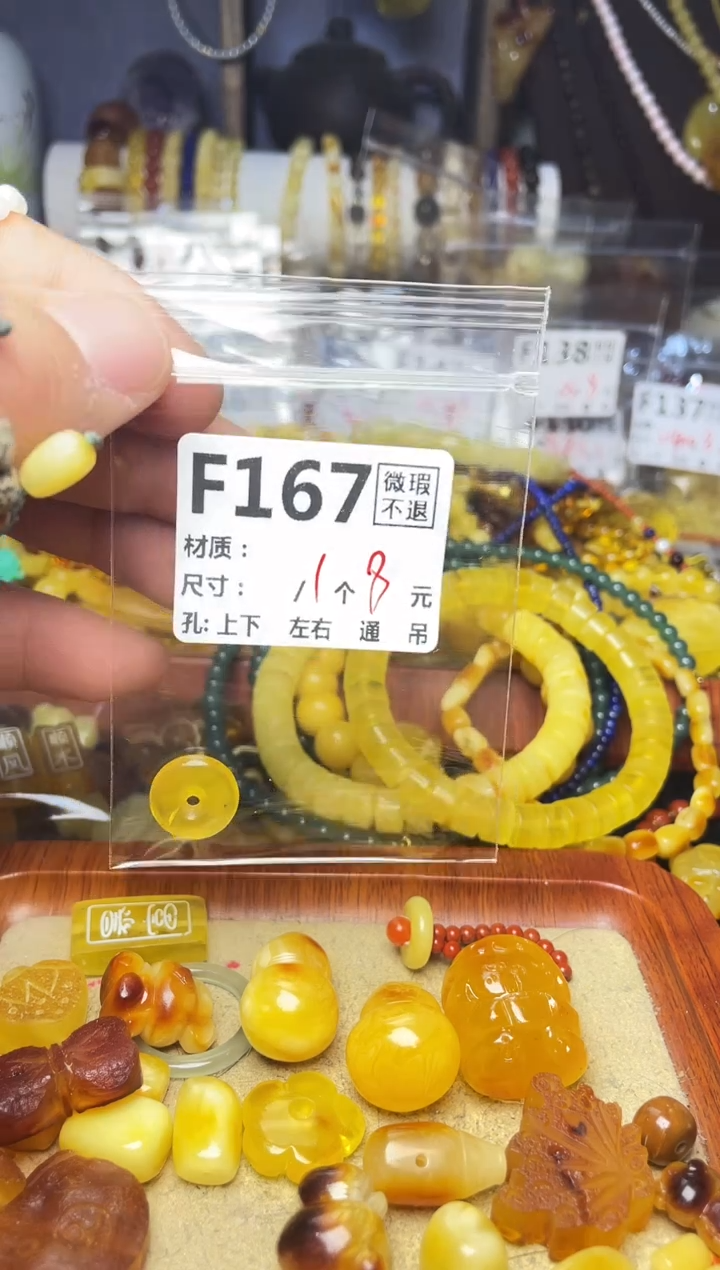 F138
F137
F167 微瑕不退
材质：
尺寸： /1个8元
孔: 上下 左右 通 吊